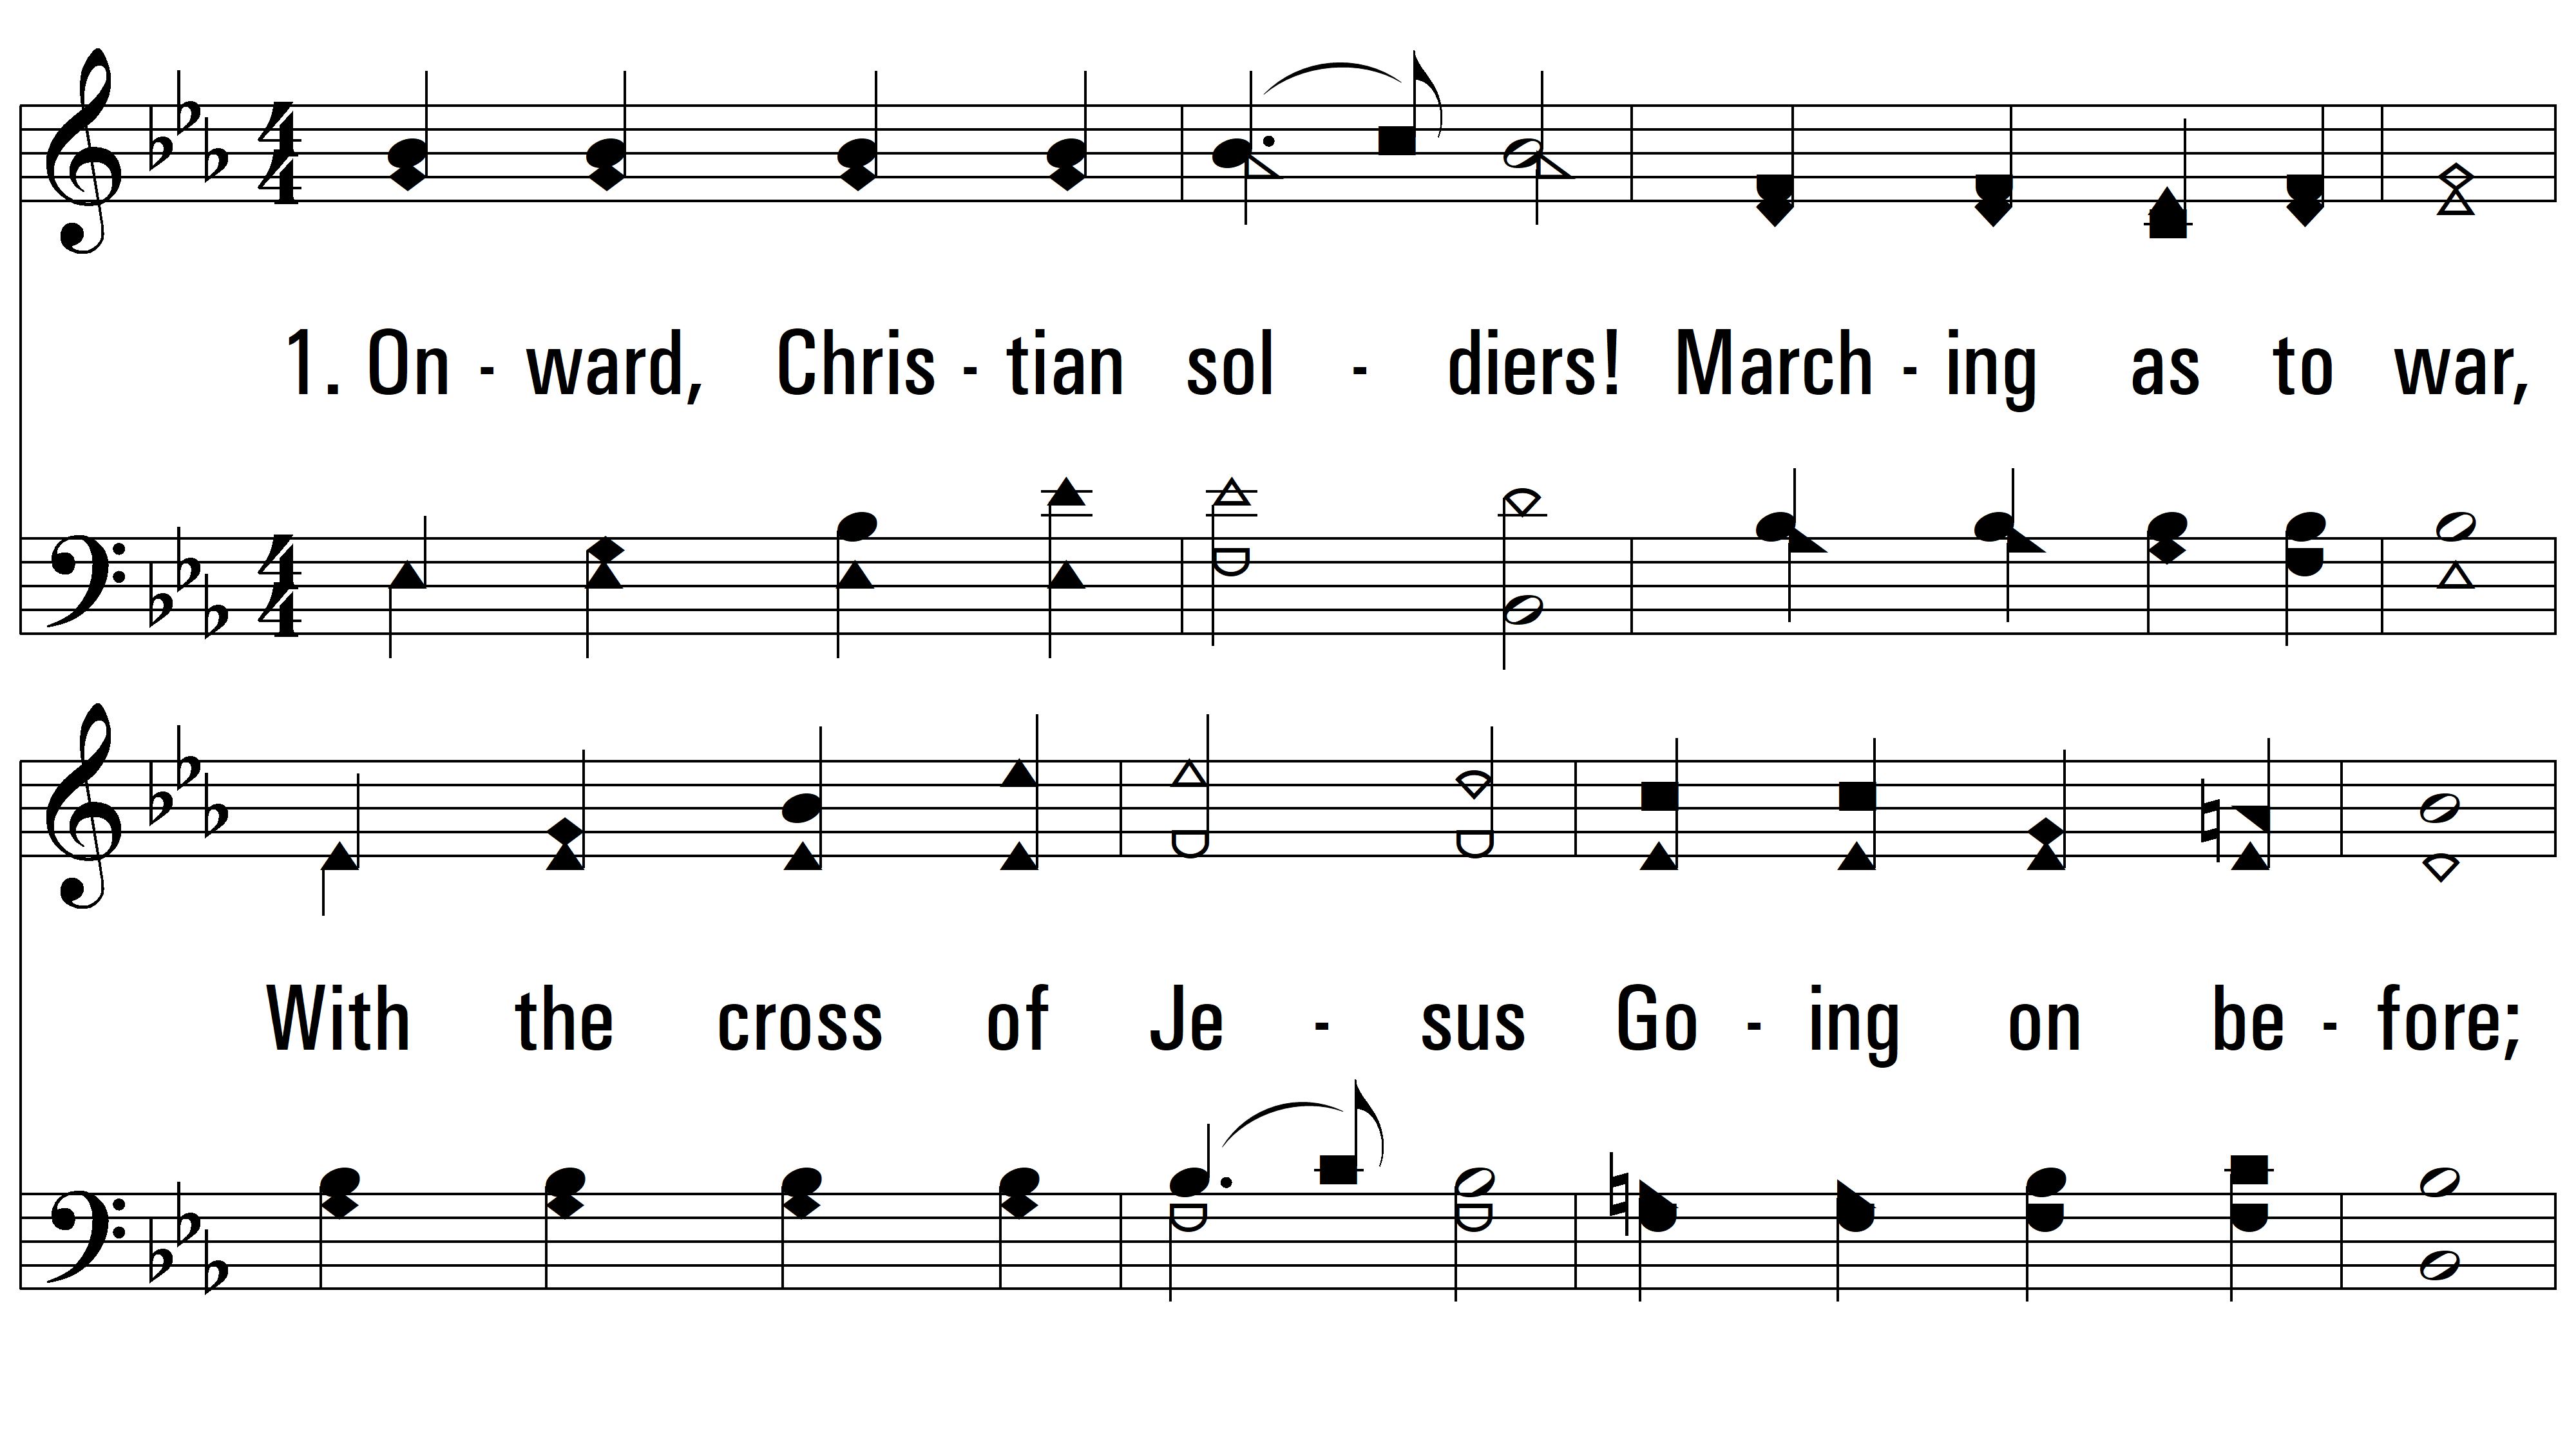 1. On - ward, Chris - tian sol - diers! March - ing as to war,
With the cross of Je - sus Go - ing on be - fore;